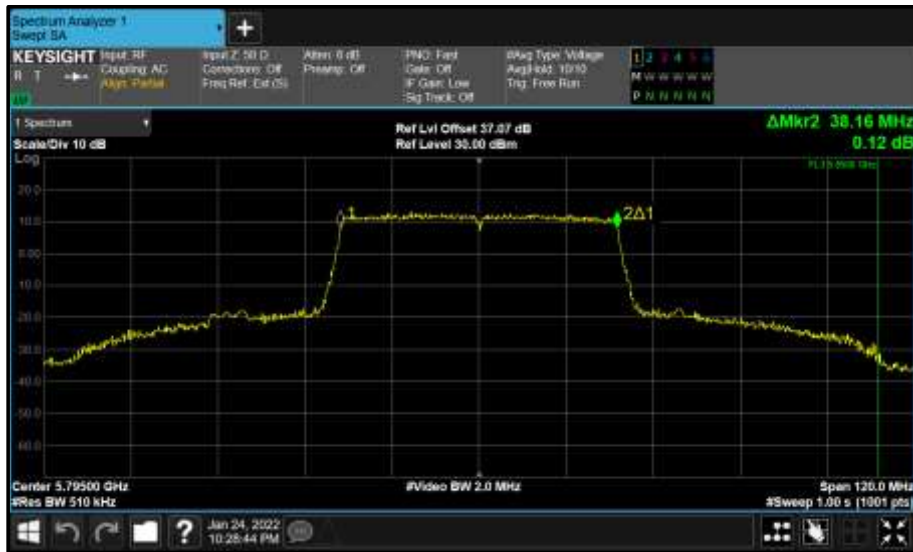 Spectrum Analyzer 1
Swept SA
+
KEYSIGHT
R T
Input: RF
Coupling: AC
Align: Partial
Input Z: 50 Ω
Corrections: Off
Freq Ref: Ext (S)
Atten: 6 dB
Preamp: Off
PNO: Fast
Gate: Off
IF Gain: Low
Sig Track: Off
#Avg Type: Voltage
Avg|Hold: 10/10
Trig: Free Run
1 2 3 4 5 6
M W W W W W
P N N N N N
1 Spectrum
Scale/Div 10 dB
Ref Lvl Offset 37.07 dB
Ref Level 30.00 dBm
ΔMkr2 38.16 MHz
0.12 dB
Log
20.0
10.0
0.00
-10.0
-20.0
-30.0
-40.0
-50.0
-60.0
1
2Δ1
Center 5.79500 GHz
#Res BW 510 kHz
#Video BW 2.0 MHz
Span 120.0 MHz
#Sweep 1.00 s (1001 pts)
?
Jan 24, 2022
10:28:44 PM